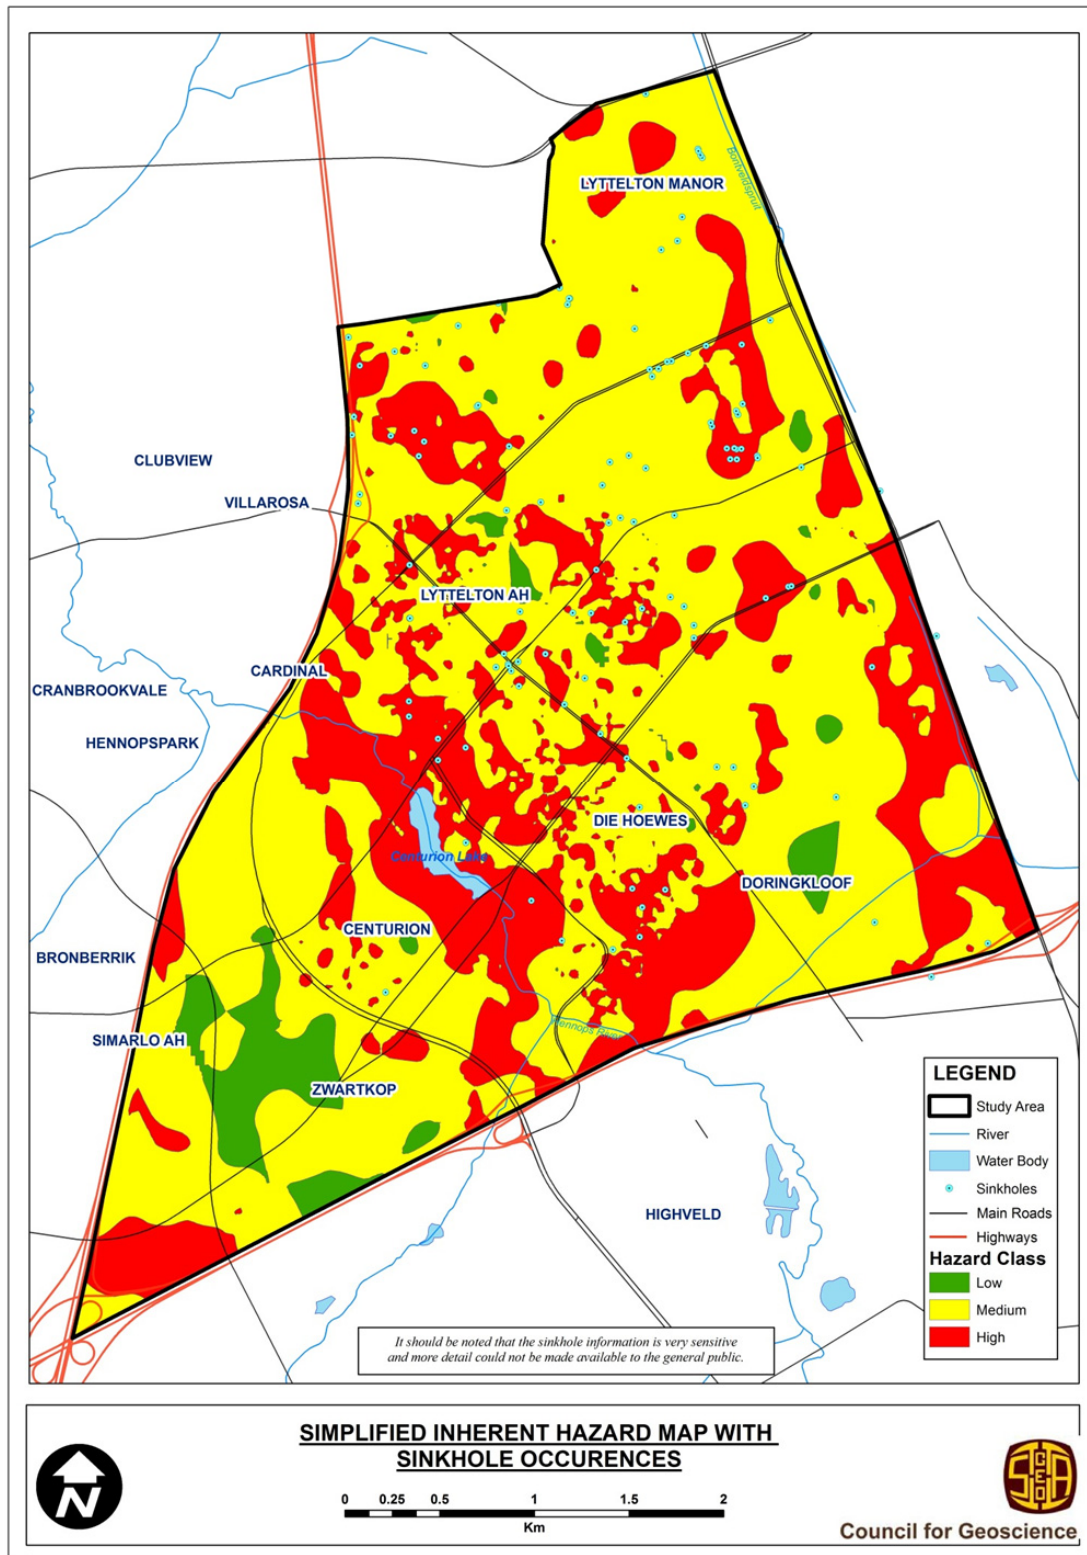 LYTTELTON MANOR
Bontveldspruit
CLUBVIEW
VILLAROSA
LYTTELTON AH
CARDINAL
CRANBROOKVALE
HENNOPSPARK
DIE HOEWES
Centurion Lake
DORINGKLOOF
CENTURION
BRONBERRIK
Hennops River
SIMARLO AH
ZWARTKOP
HIGHVELD
LEGEND
Study Area
River
Water Body
Sinkholes
Main Roads
Highways
Hazard Class
Low
Medium
High
It should be noted that the sinkhole information is very sensitive
and more detail could not be made available to the general public.
SIMPLIFIED INHERENT HAZARD MAP WITH
SINKHOLE OCCURENCES
N
0 0.25 0.5 1 1.5 2
Km
Council for Geoscience